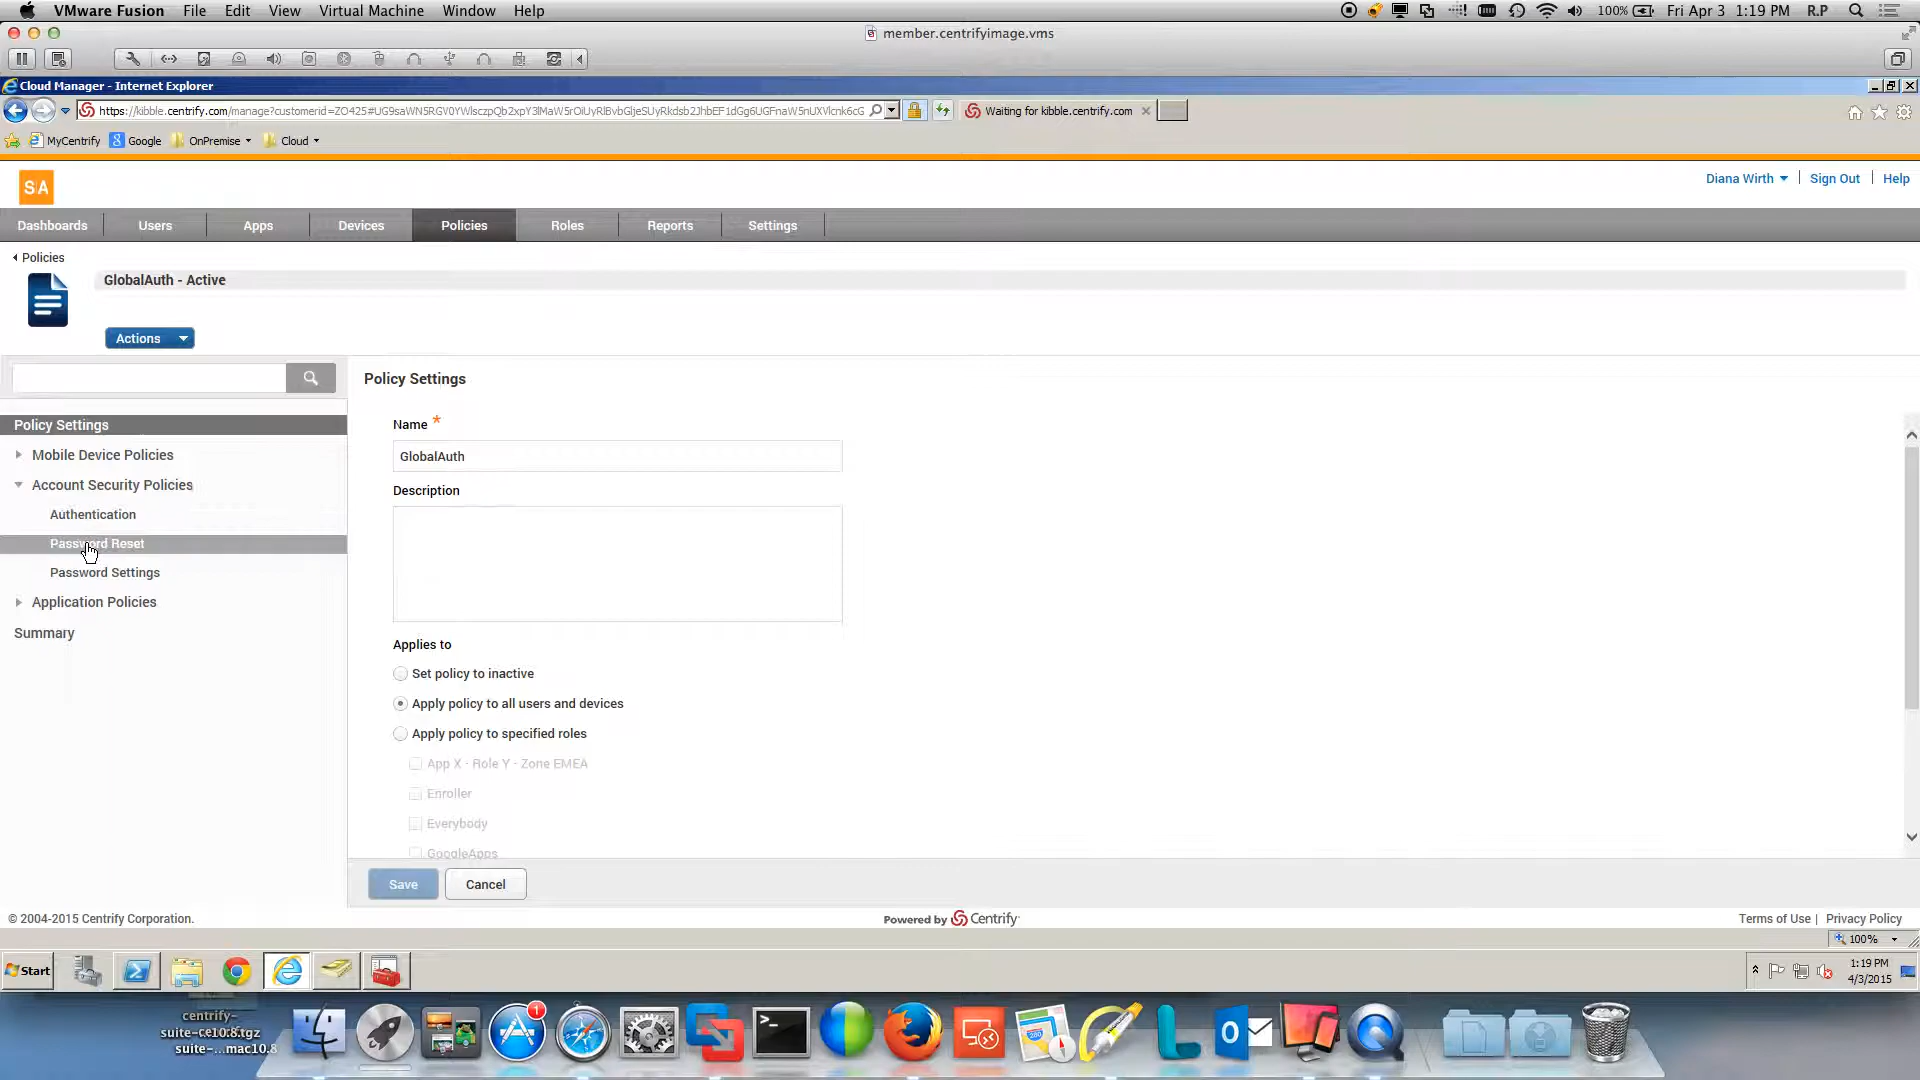 VMware Fusion File Edit View Virtual Machine Window Help 100% Fri Apr 3 1:19 PM R.P
member.centrifyimage.vms
Cloud Manager - Internet Explorer
Waiting for kibble.centrify.com
MyCentrify Google OnPremise Cloud
SA
Diana Wirth Sign Out Help
Dashboards Users Apps Devices Policies Roles Reports Settings
Policies
GlobalAuth - Active
Actions
Policy Settings
Policy Settings
Name *
Mobile Device Policies
GlobalAuth
Account Security Policies
Description
Authentication
Password Reset
Password Settings
Application Policies
Summary
Applies to
Set policy to inactive
Apply policy to all users and devices
Apply policy to specified roles
App X - Role Y - Zone EMEA
Enroller
Everybody
GoogleApps
Save Cancel
© 2004-2015 Centrify Corporation. Powered by Centrify Terms of Use | Privacy Policy
100%
Start 1:19 PM
4/3/2015
centrify-
suite-...mac10.8
1